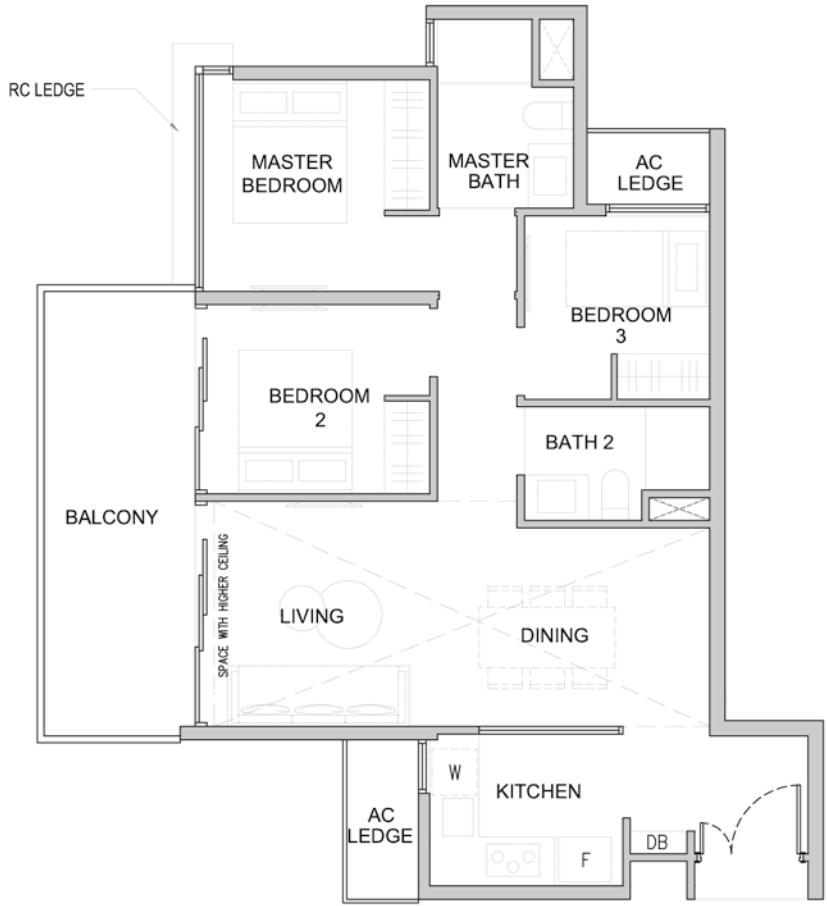 RC LEDGE
MASTER
BEDROOM
MASTER
BATH
AC
LEDGE
BEDROOM
3
BEDROOM
2
BATH 2
BALCONY
SPACE WITH HIGHER CEILING
LIVING
DINING
W
KITCHEN
AC
LEDGE
F
DB